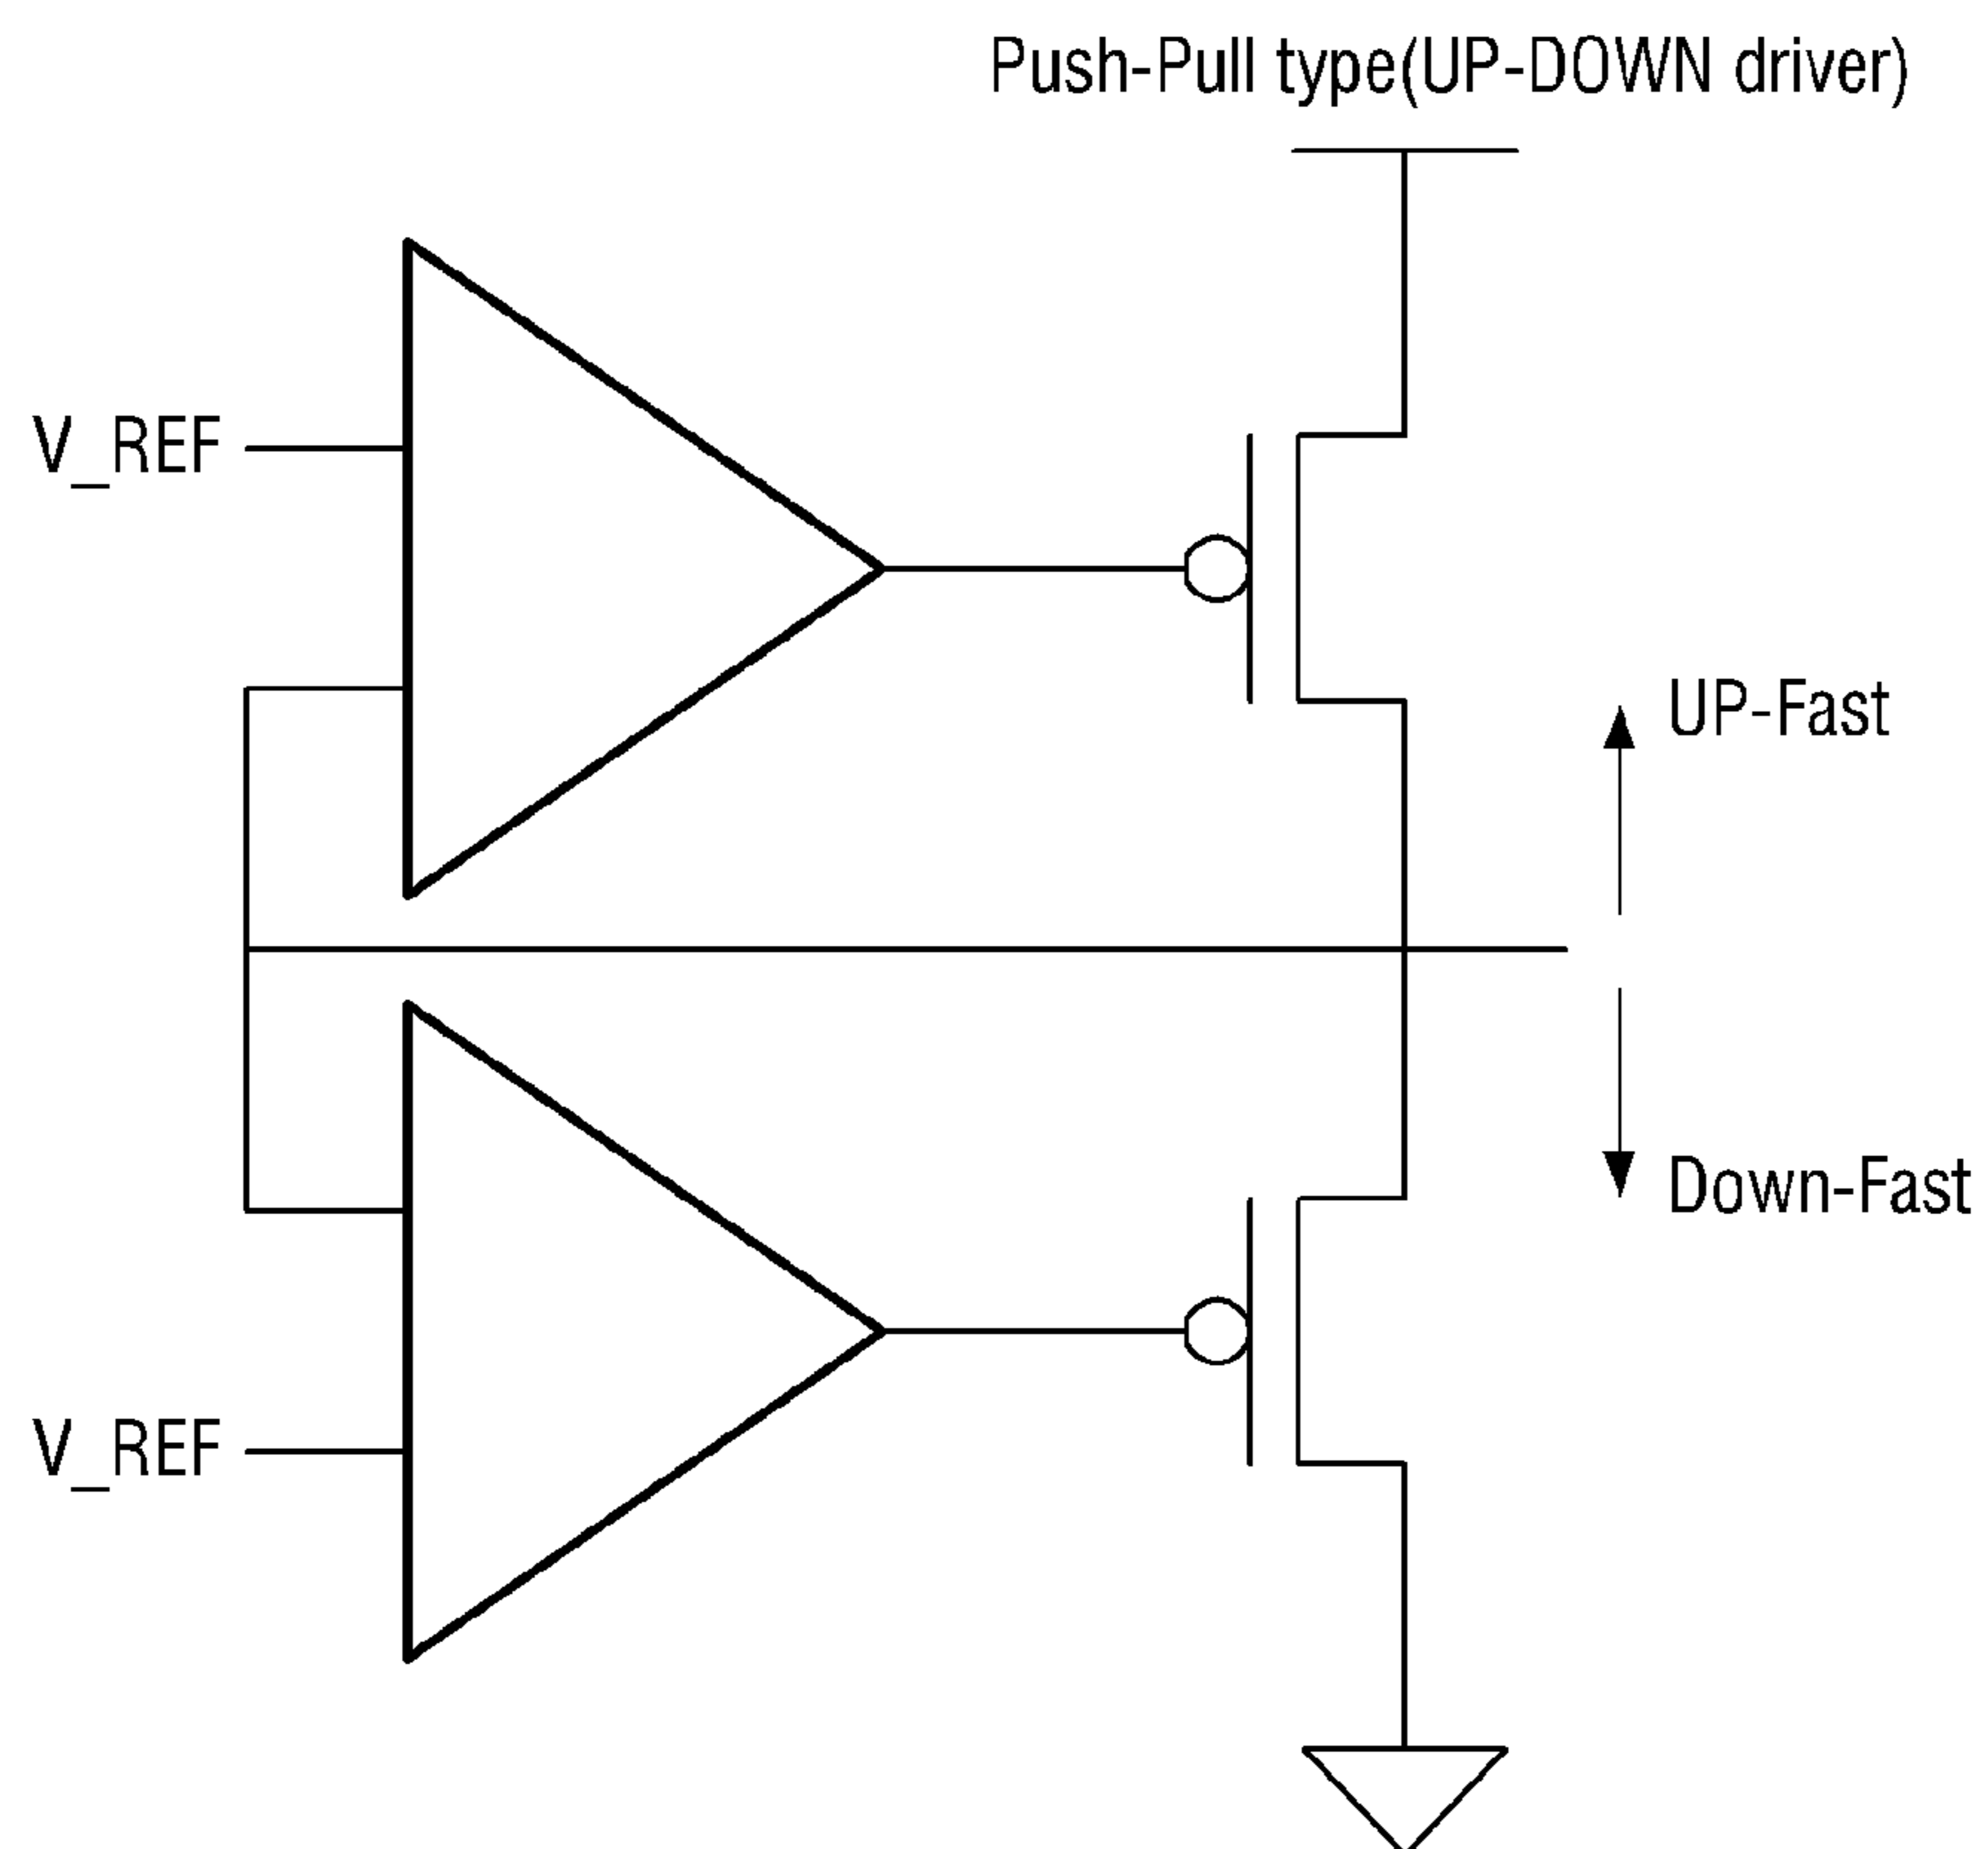 Push-Pull type(UP-DOWN driver)
V_REF
UP-Fast
Down-Fast
V_REF